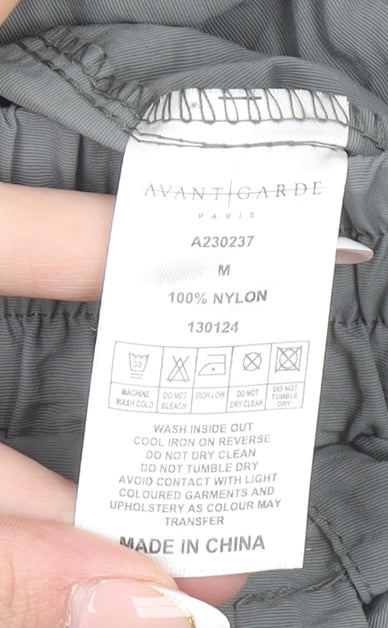 AVANT GARDE
PARIS
A230237
M
100% NYLON
130124
30
MACHINE WASH COLD
DO NOT BLEACH
IRON LOW
DO NOT DRY CLEAN
DO NOT TUMBLE DRY
WASH INSIDE OUT
COOL IRON ON REVERSE
DO NOT DRY CLEAN
DO NOT TUMBLE DRY
AVOID CONTACT WITH LIGHT
COLOURED GARMENTS AND
UPHOLSTERY AS COLOUR MAY
TRANSFER
MADE IN CHINA